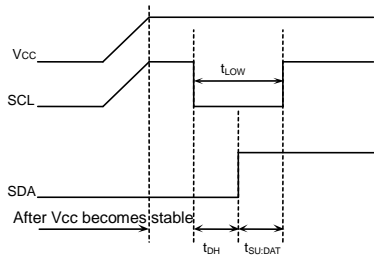 VCC
tLOW
SCL
SDA
After Vcc becomes stable
tDH
tSU:DAT